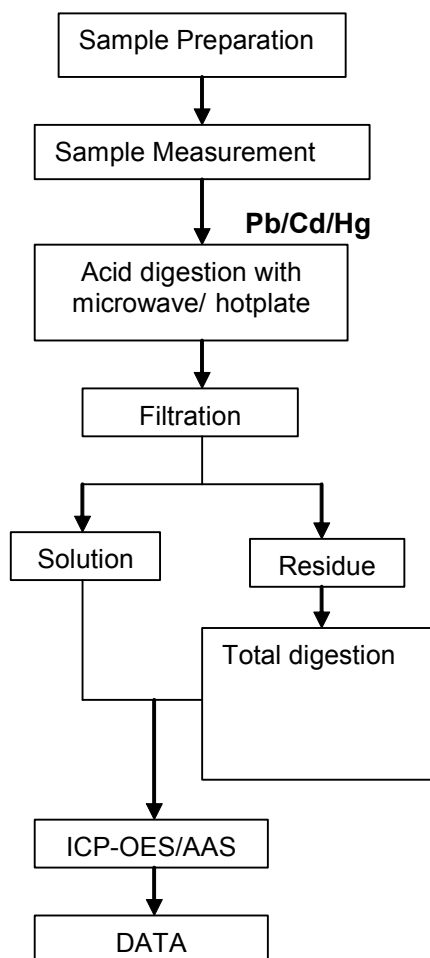 Sample Preparation
Sample Measurement
Pb/Cd/Hg
Acid digestion with
microwave/ hotplate
Filtration
Solution
Residue
Total digestion
ICP-OES/AAS
DATA